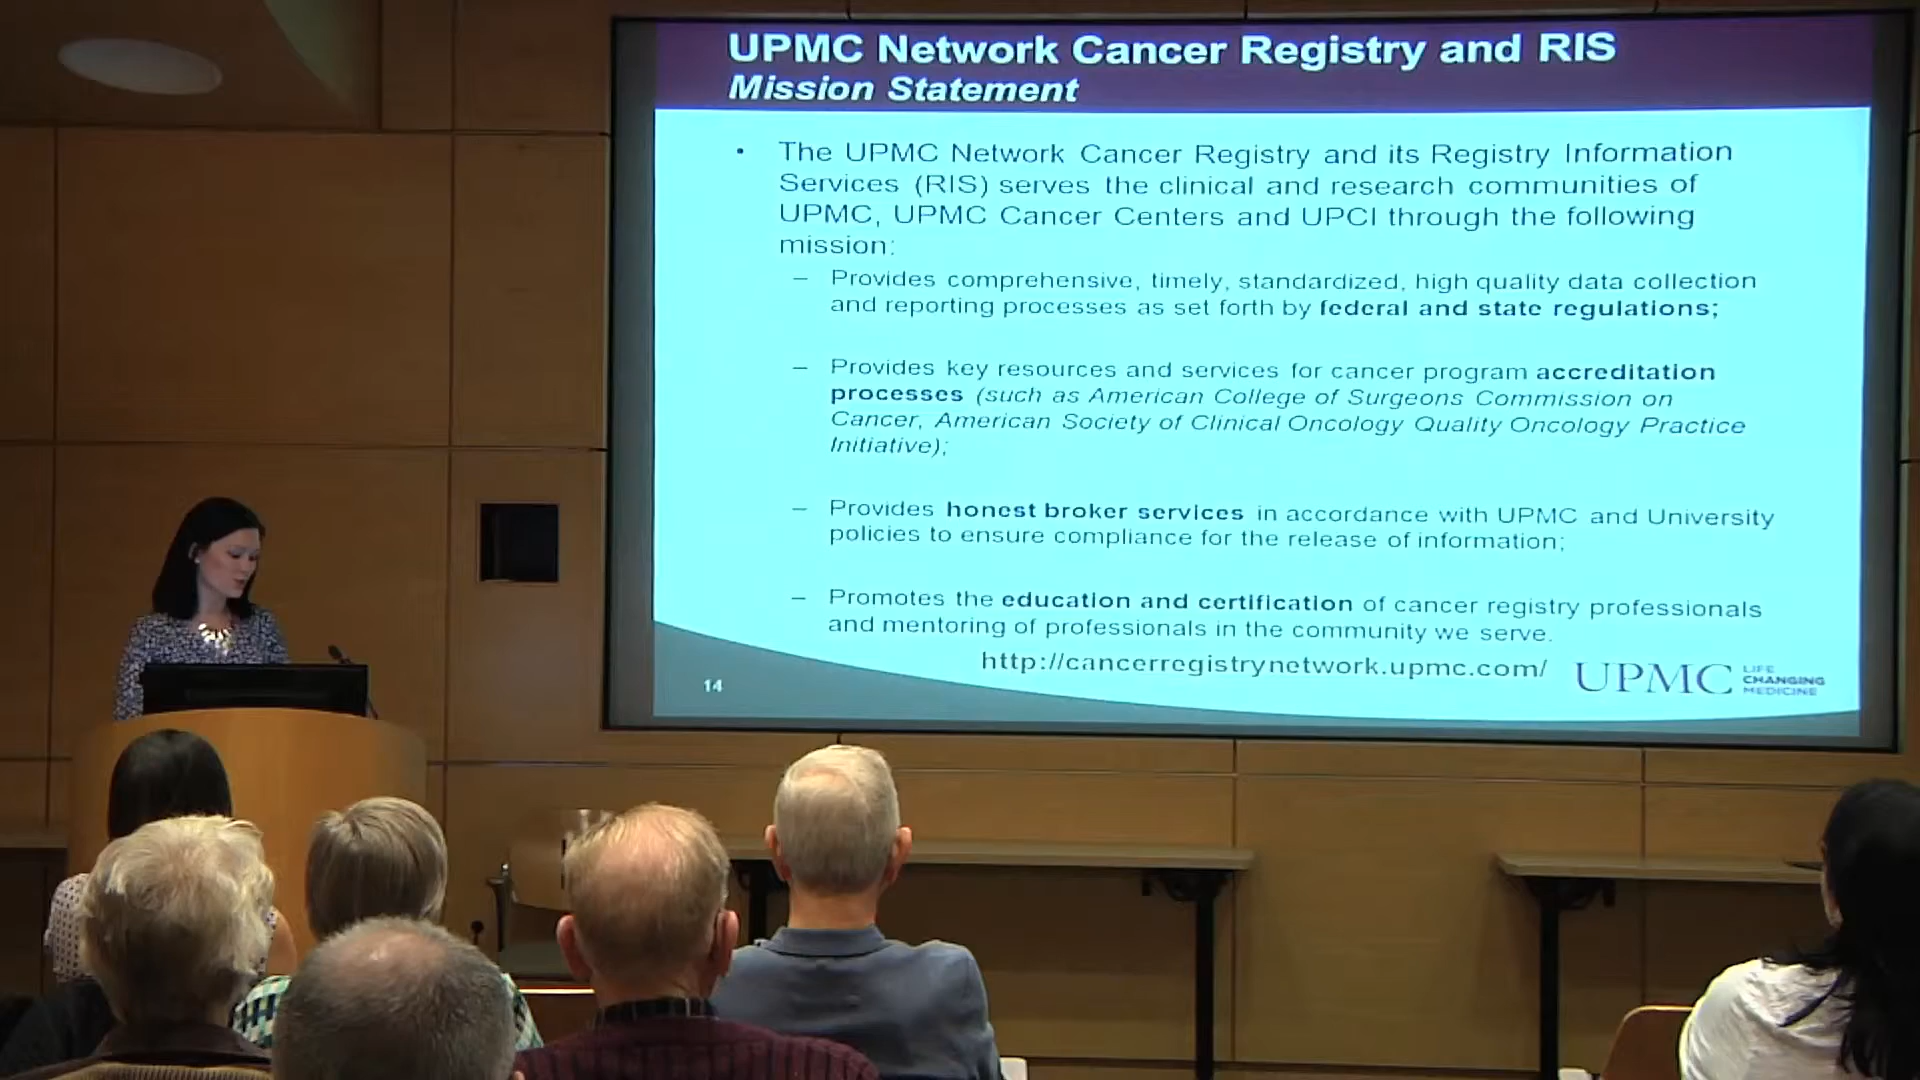 UPMC Network Cancer Registry and RIS
Mission Statement
• The UPMC Network Cancer Registry and its Registry Information
Services (RIS) serves the clinical and research communities of
UPMC, UPMC Cancer Centers and UPCI through the following
mission:
– Provides comprehensive, timely, standardized, high quality data collection
and reporting processes as set forth by federal and state regulations;
– Provides key resources and services for cancer program accreditation
processes (such as American College of Surgeons Commission on
Cancer, American Society of Clinical Oncology Quality Oncology Practice
Initiative);
– Provides honest broker services in accordance with UPMC and University
policies to ensure compliance for the release of information;
– Promotes the education and certification of cancer registry professionals
and mentoring of professionals in the community we serve.
http://cancerregistrynetwork.upmc.com/
14
UPMC LIFE
CHANGING
MEDICINE